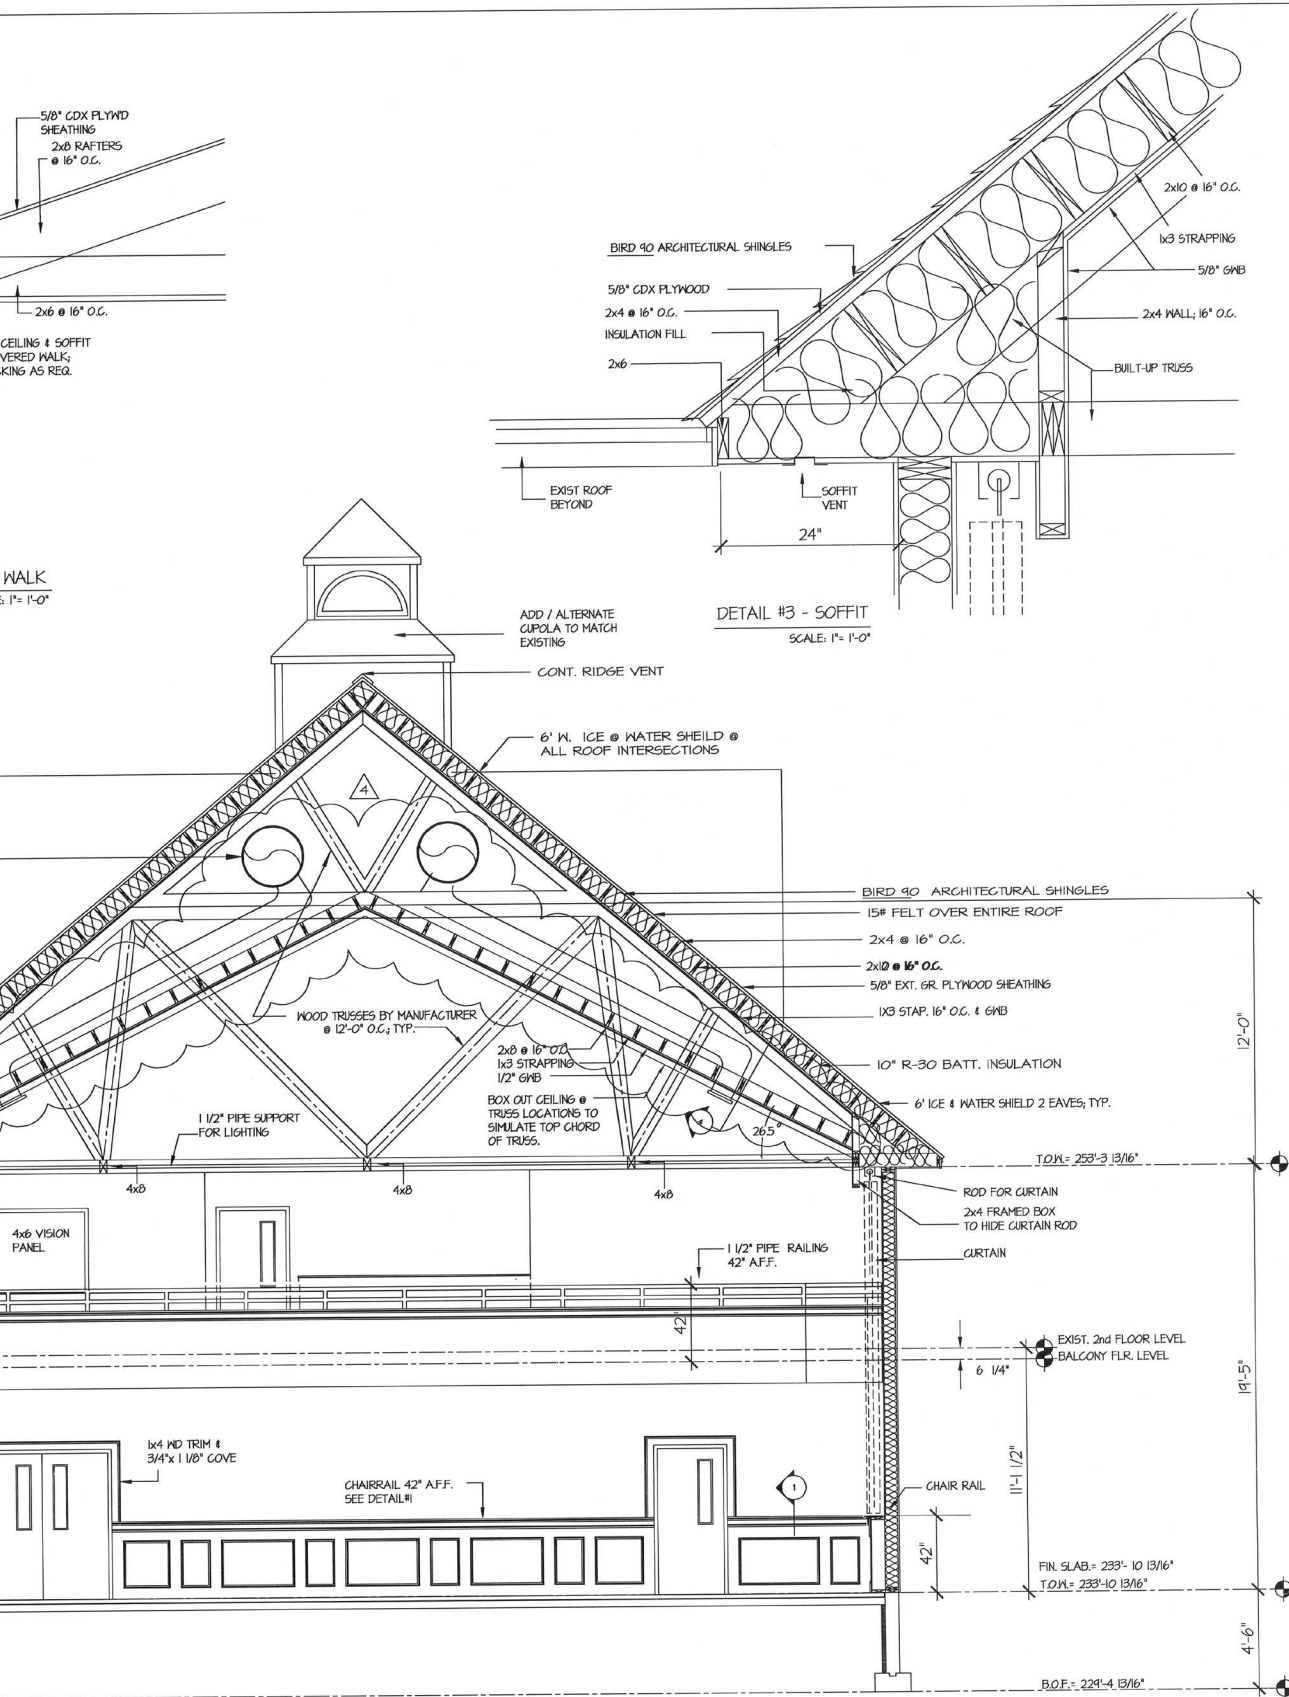 5/8" CDX PLYW'D
SHEATHING
2x8 RAFTERS
@ 16" O.C.
2x6 @ 16" O.C.
CEILING & SOFFIT
VERED WALK;
KING AS REQ.
WALK
: 1"= 1'-0"
BIRD 90 ARCHITECTURAL SHINGLES
5/8" CDX PLYWOOD
2x4 @ 16" O.C.
INSULATION FILL
2x6
2x10 @ 16" O.C.
1x3 STRAPPING
5/8" GWB
2x4 WALL; 16" O.C.
BUILT-UP TRUSS
EXIST ROOF
BEYOND
SOFFIT
VENT
24"
DETAIL #3 - SOFFIT
SCALE: 1"= 1'-0"
ADD / ALTERNATE
CUPOLA TO MATCH
EXISTING
CONT. RIDGE VENT
6' W. ICE @ WATER SHEILD @
ALL ROOF INTERSECTIONS
4
BIRD 90 ARCHITECTURAL SHINGLES
15# FELT OVER ENTIRE ROOF
2x4 @ 16" O.C.
2x10 @ 16" O.C.
5/8" EXT. GR. PLYWOOD SHEATHING
1X3 STAP. 16" O.C. & GWB
10" R-30 BATT. INSULATION
6' ICE & WATER SHIELD 2 EAVES; TYP.
12'-0"
WOOD TRUSSES BY MANUFACTURER
@ 12'-0" O.C.; TYP.
2x8 @ 16" O.C.
1x3 STRAPPING
1/2" GWB
BOX OUT CEILING @
TRUSS LOCATIONS TO
SIMULATE TOP CHORD
OF TRUSS.
26.5°
1 1/2" PIPE SUPPORT
FOR LIGHTING
4x8
4x8
4x8
T.O.W.= 253'-3 13/16"
ROD FOR CURTAIN
2x4 FRAMED BOX
TO HIDE CURTAIN ROD
CURTAIN
4x6 VISION
PANEL
1 1/2" PIPE RAILING
42" A.F.F.
42"
EXIST. 2nd FLOOR LEVEL
BALCONY FLR. LEVEL
6 1/4"
19'-5"
11'-1 1/2"
1x4 WD TRIM &
3/4"x 1 1/8" COVE
CHAIRRAIL 42" A.F.F.
SEE DETAIL#1
1
CHAIR RAIL
42"
FIN. SLAB.= 233'- 10 13/16"
T.O.W.= 233'-10 13/16"
4'-6"
B.O.F.= 229'-4 13/16"